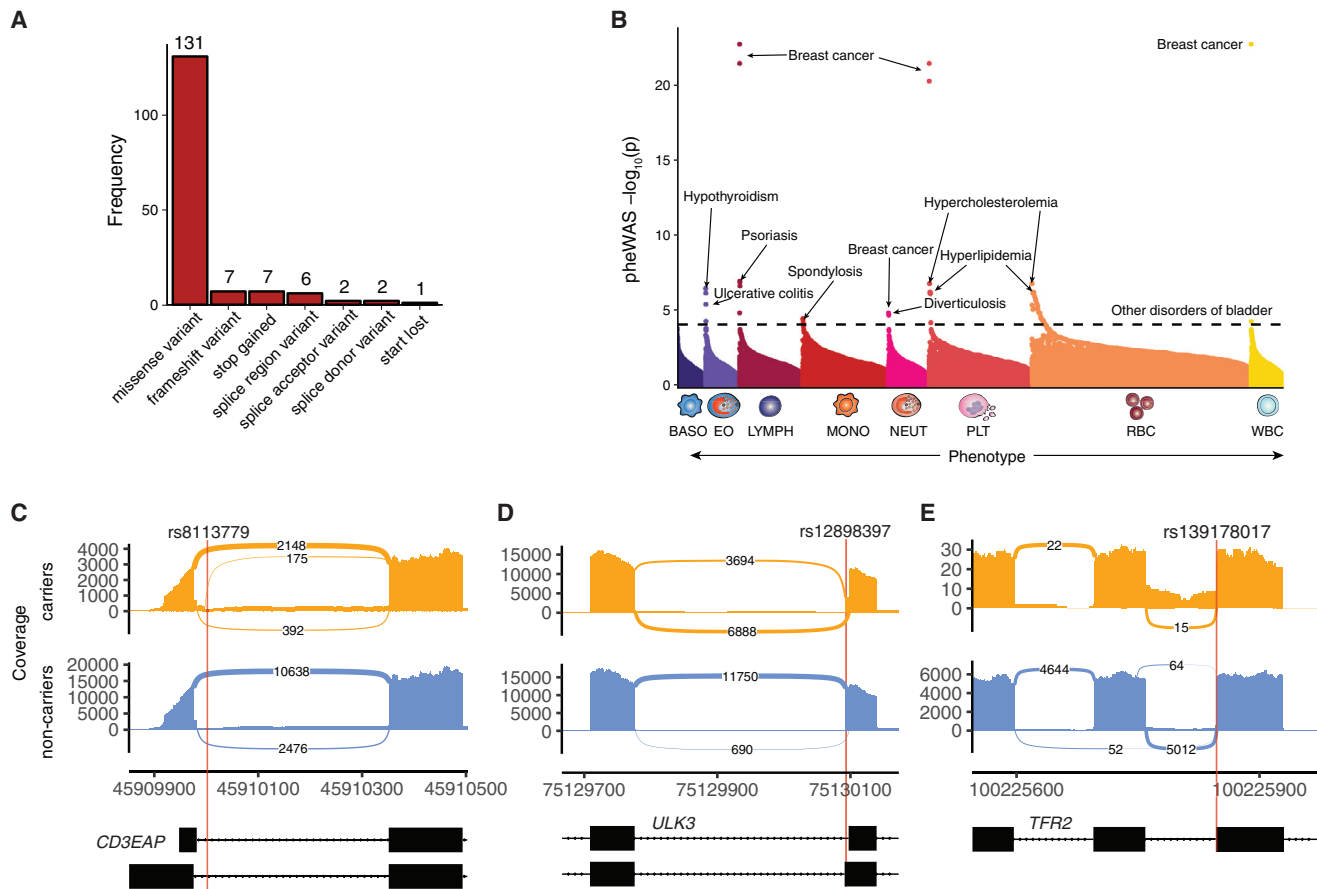 A
131
7
7
6
2
2
1
100
50
0
Frequency
missense variant
frameshift variant
stop gained
splice region variant
splice acceptor variant
splice donor variant
start lost
B
pheWAS –log10(p)
20
15
10
5
0
Breast cancer
Breast cancer
Hypothyroidism
Psoriasis
Ulcerative colitis
Spondylosis
Breast cancer
Diverticulosis
Hypercholesterolemia
Hyperlipidemia
Other disorders of bladder
BASO EO LYMPH MONO NEUT PLT RBC WBC
Phenotype
C
rs8113779
Coverage
carriers
non-carriers
4000
3000
2000
1000
0
2148
175
392
20000
15000
10000
5000
0
10638
2476
45909900 45910100 45910300 45910500
CD3EAP
D
rs12898397
15000
10000
5000
0
3694
6888
15000
10000
5000
0
11750
690
75129700 75129900 75130100
ULK3
E
rs139178017
30
20
10
0
22
15
6000
4000
2000
0
4644
64
52
5012
100225600 100225900
TFR2